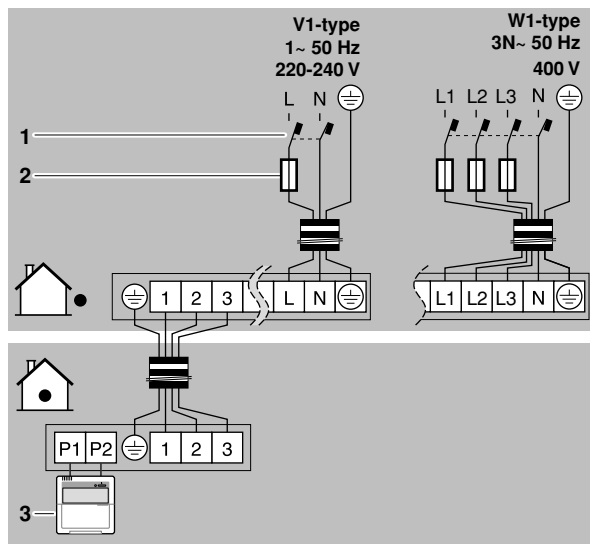 V1-type
1~ 50 Hz
220-240 V
W1-type
3N~ 50 Hz
400 V
L N
L1 L2 L3 N
1
2
1 2 3 L N
L1 L2 L3 N
P1 P2 1 2 3
3